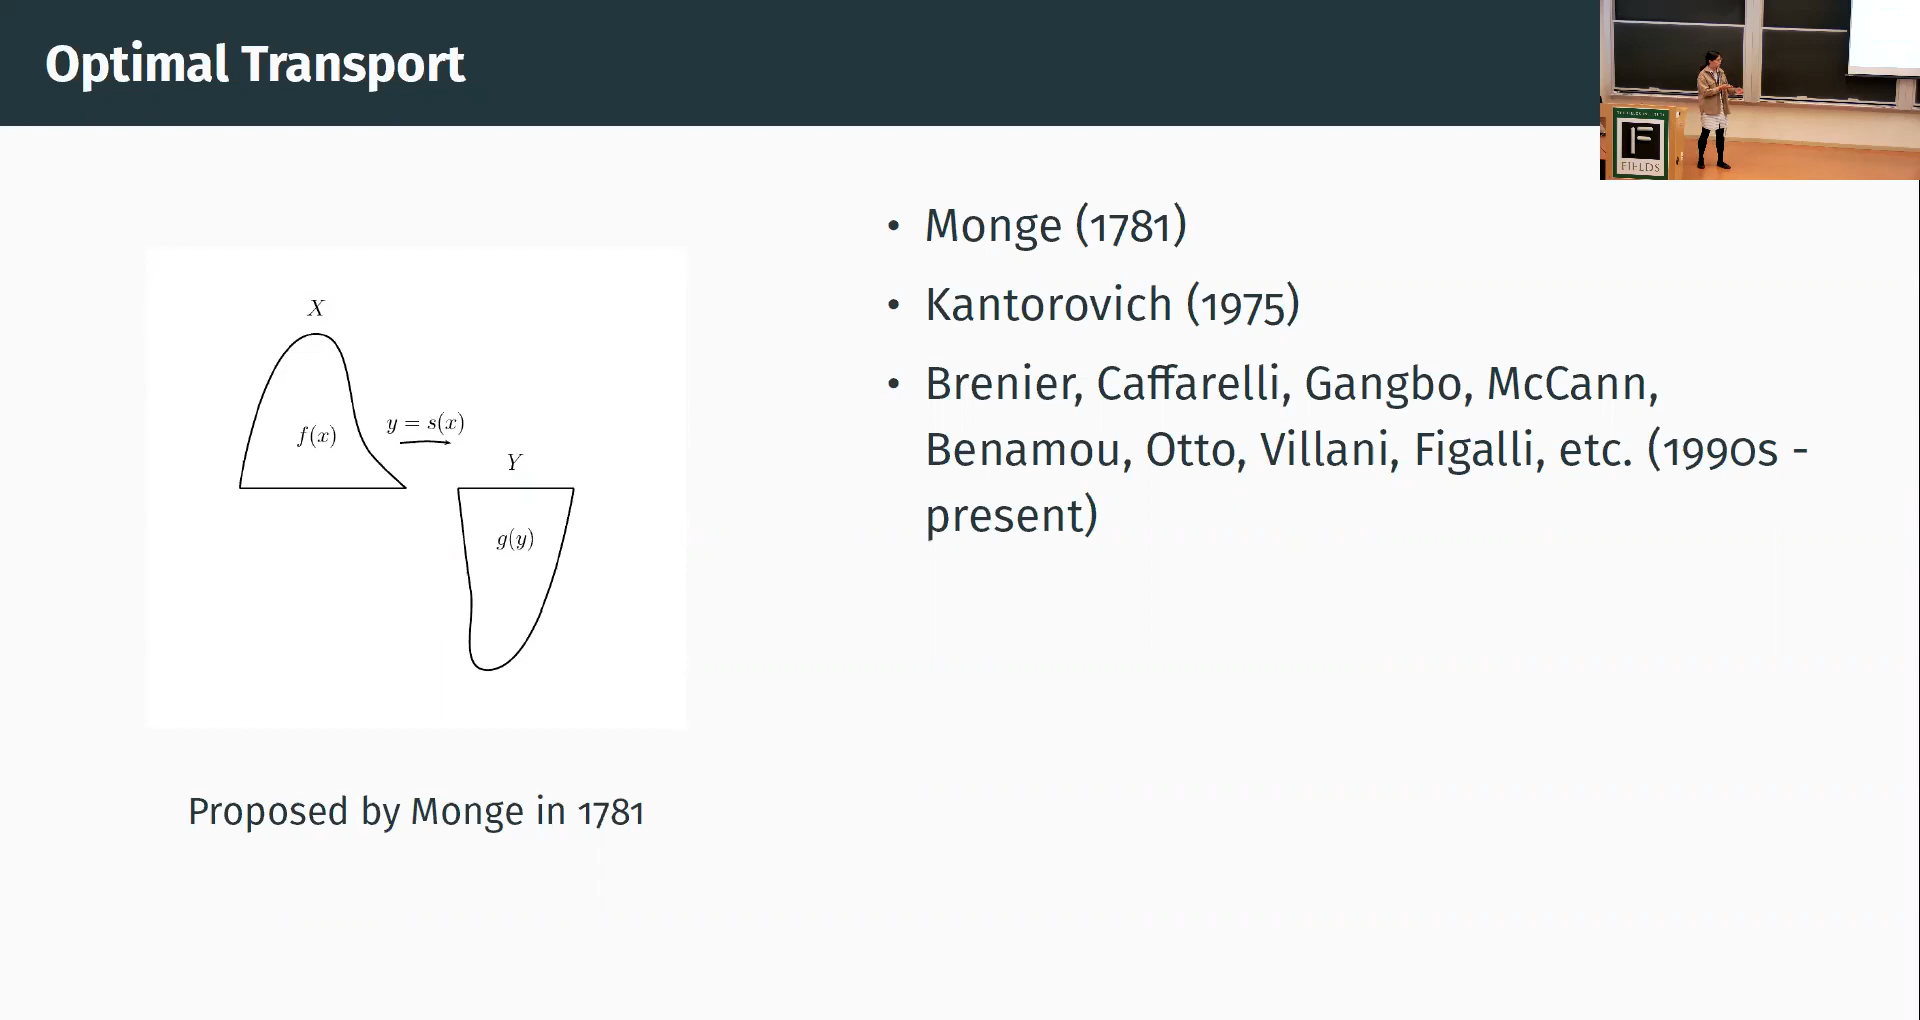 Optimal Transport
F
FIELDS
• Monge (1781)
• Kantorovich (1975)
• Brenier, Caffarelli, Gangbo, McCann,
Benamou, Otto, Villani, Figalli, etc. (1990s -
present)
X
f(x)
y = s(x)
Y
g(y)
Proposed by Monge in 1781